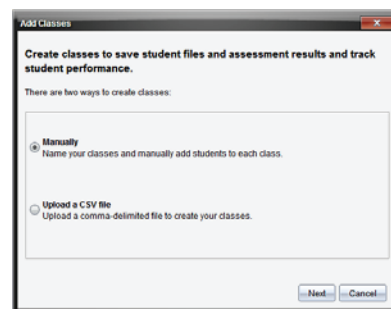 Add Classes
Create classes to save student files and assessment results and track
student performance.
There are two ways to create classes:
Manually
Name your classes and manually add students to each class.
Upload a CSV file
Upload a comma-delimited file to create your classes.
Next Cancel